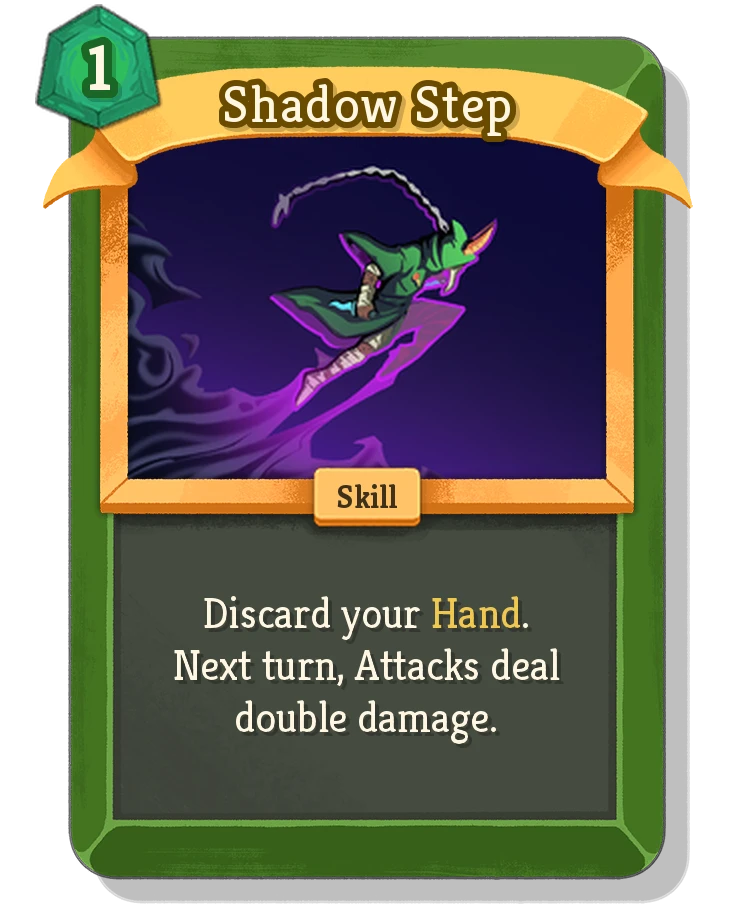 1
Shadow Step
Skill
Discard your Hand.
Next turn, Attacks deal
double damage.